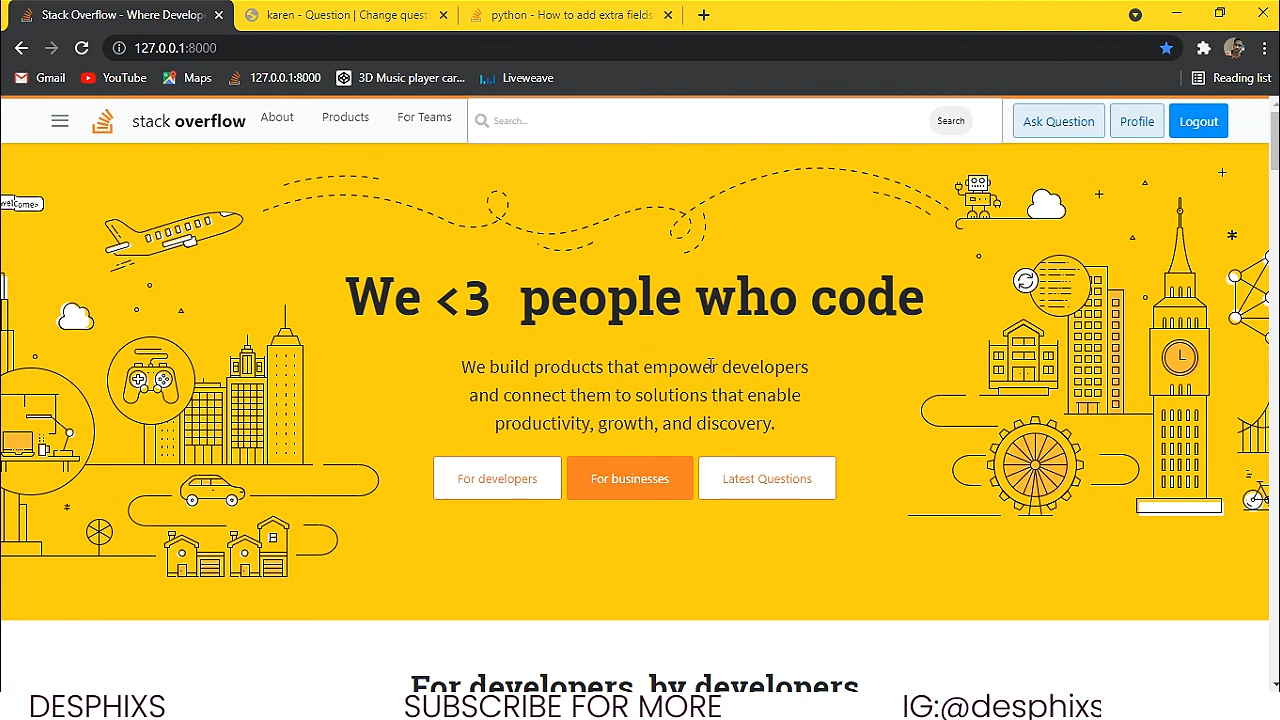 Stack Overflow - Where Develope
karen - Question | Change quest
python - How to add extra fields
127.0.0.1:8000
Gmail
YouTube
Maps
127.0.0.1:8000
3D Music player car...
Liveweave
Reading list
stack overflow
About
Products
For Teams
Search...
Search
Ask Question
Profile
Logout
We <3 people who code
We build products that empower developers
and connect them to solutions that enable
productivity, growth, and discovery.
For developers
For businesses
Latest Questions
For developers, by developers
DESPHIXS
SUBSCRIBE FOR MORE
IG:@desphixs